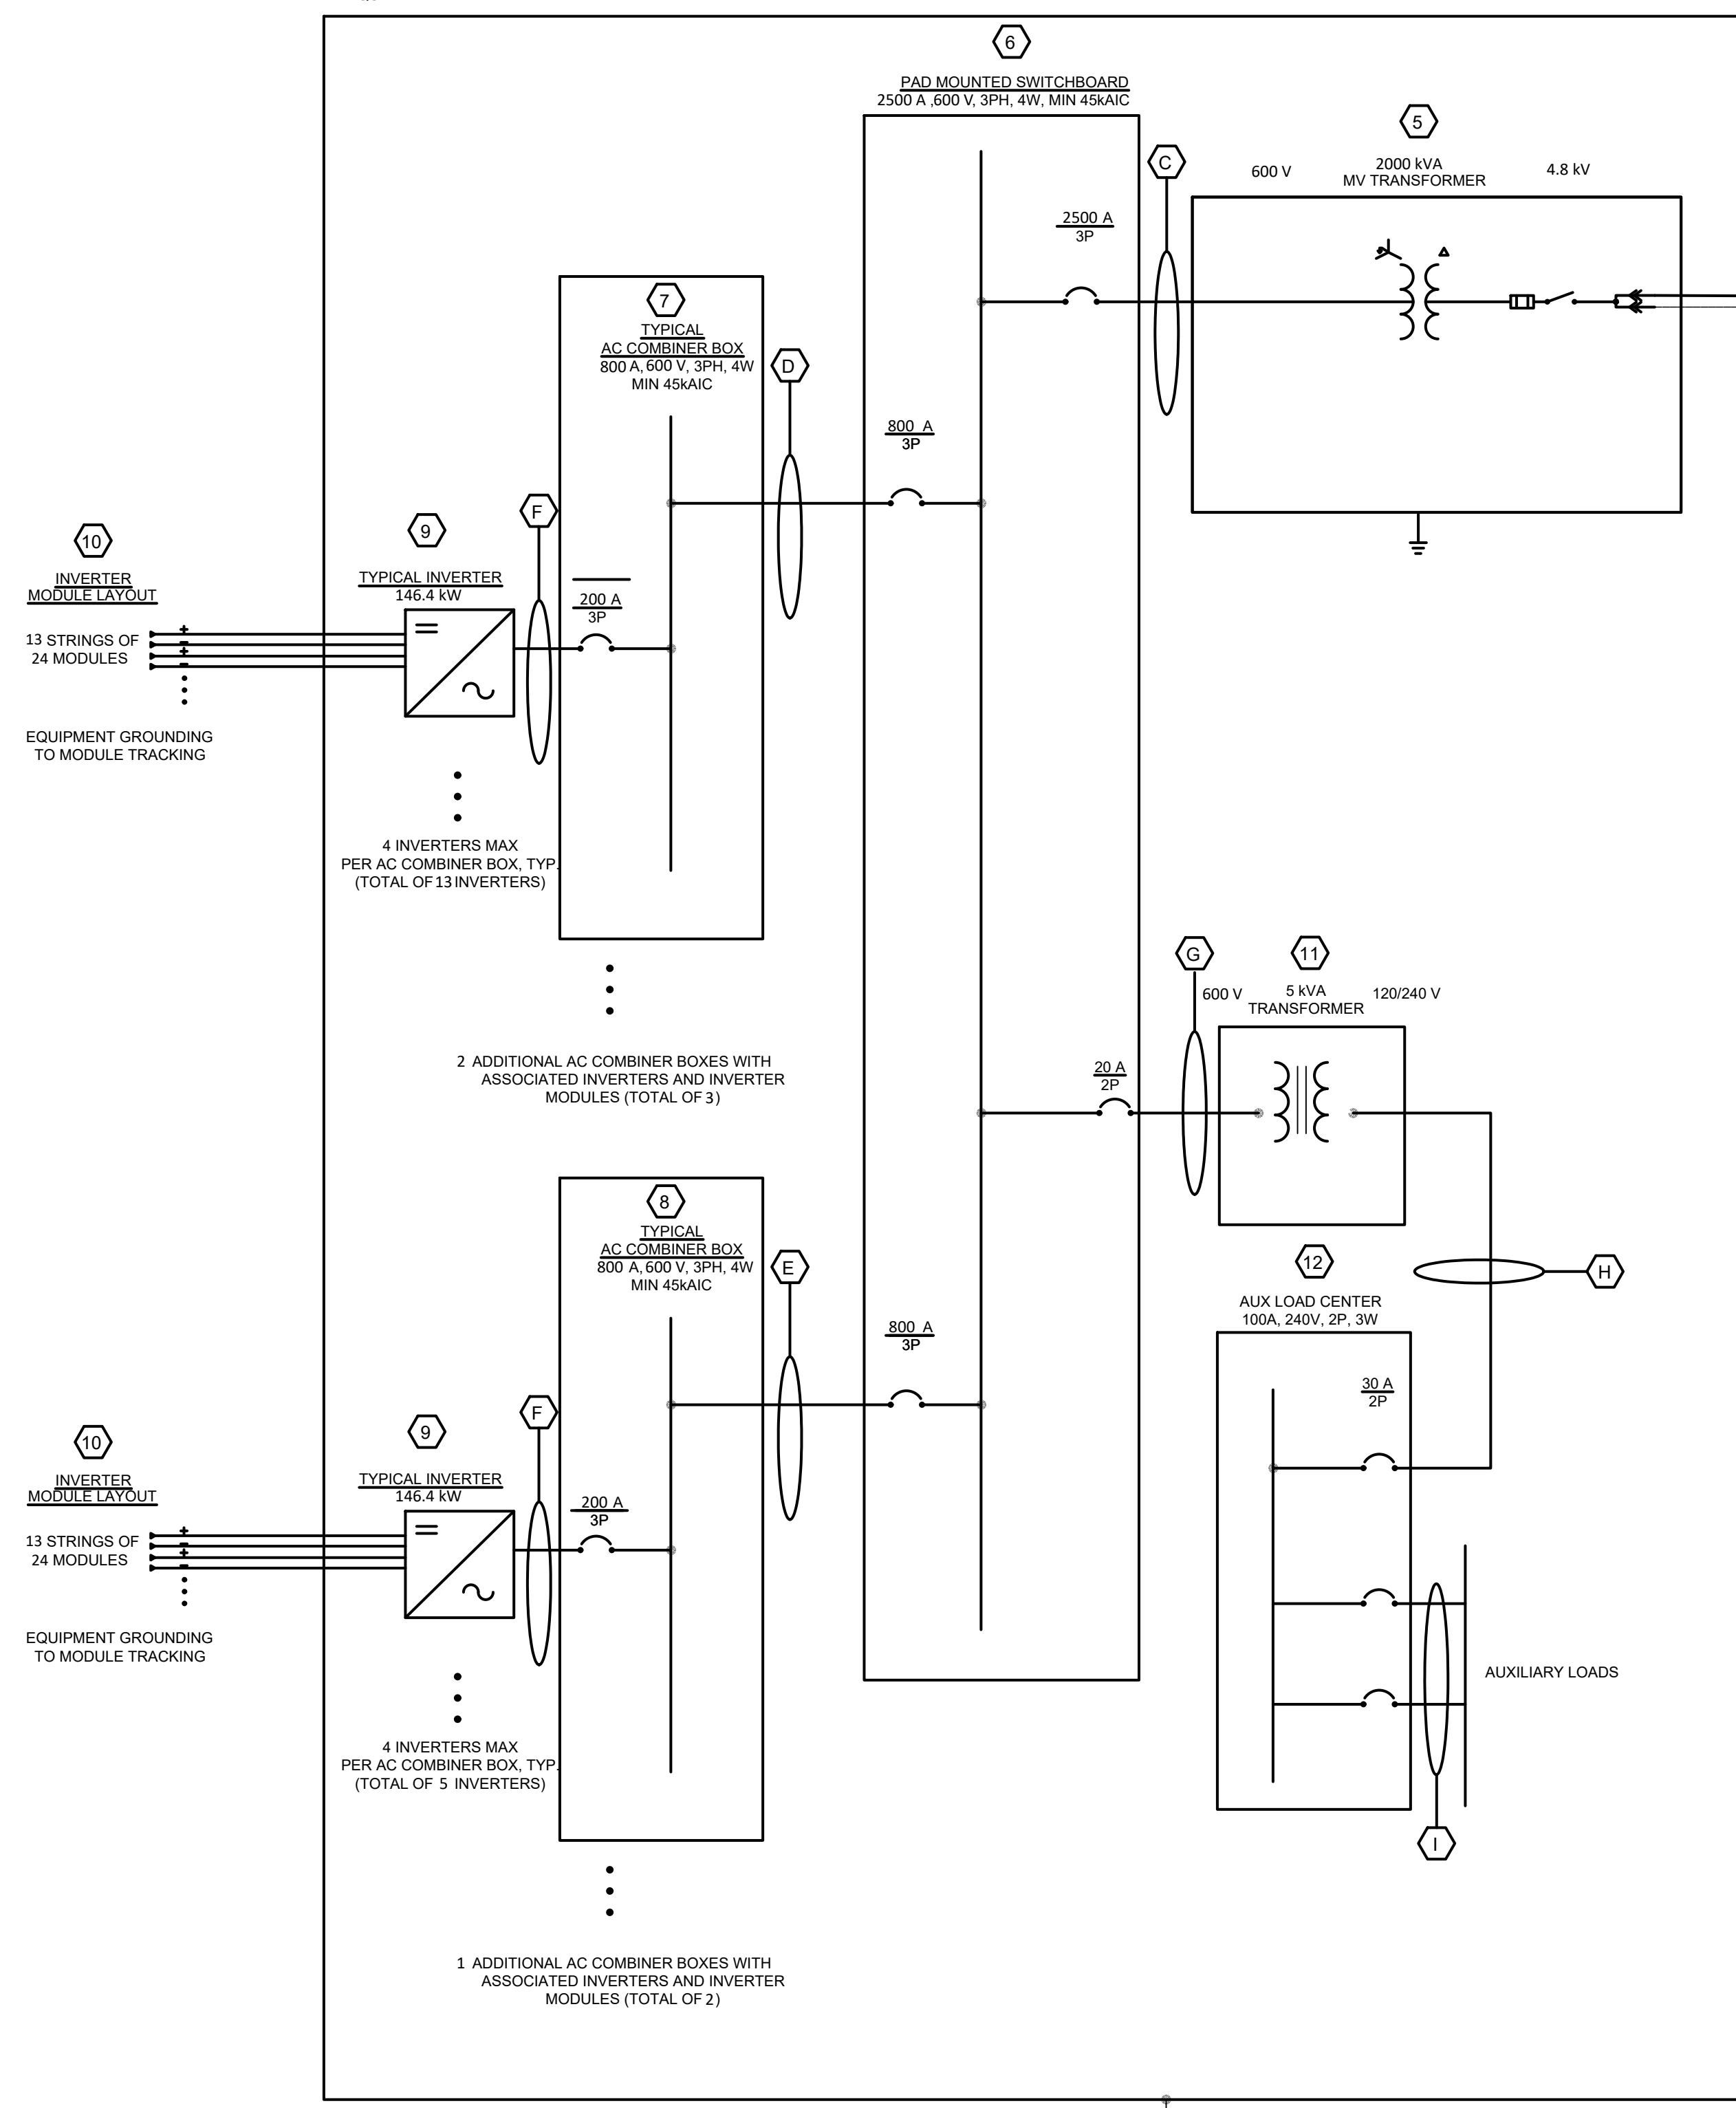 6
PAD MOUNTED SWITCHBOARD
2500 A ,600 V, 3PH, 4W, MIN 45kAIC
5
600 V
2000 kVA
MV TRANSFORMER
4.8 kV
C
2500 A
3P
7
TYPICAL
AC COMBINER BOX
800 A, 600 V, 3PH, 4W
MIN 45kAIC
D
800 A
3P
F
9
TYPICAL INVERTER
146.4 kW
10
INVERTER
MODULE LAYOUT
13 STRINGS OF
24 MODULES
EQUIPMENT GROUNDING
TO MODULE TRACKING
200 A
3P
4 INVERTERS MAX
PER AC COMBINER BOX, TYP.
(TOTAL OF 13 INVERTERS)
2 ADDITIONAL AC COMBINER BOXES WITH
ASSOCIATED INVERTERS AND INVERTER
MODULES (TOTAL OF 3)
G
11
600 V
5 kVA
TRANSFORMER
120/240 V
20 A
2P
8
TYPICAL
AC COMBINER BOX
800 A, 600 V, 3PH, 4W
MIN 45kAIC
E
800 A
3P
12
AUX LOAD CENTER
100A, 240V, 2P, 3W
H
30 A
2P
F
9
TYPICAL INVERTER
146.4 kW
10
INVERTER
MODULE LAYOUT
13 STRINGS OF
24 MODULES
EQUIPMENT GROUNDING
TO MODULE TRACKING
200 A
3P
AUXILIARY LOADS
I
4 INVERTERS MAX
PER AC COMBINER BOX, TYP.
(TOTAL OF 5 INVERTERS)
1 ADDITIONAL AC COMBINER BOXES WITH
ASSOCIATED INVERTERS AND INVERTER
MODULES (TOTAL OF 2)